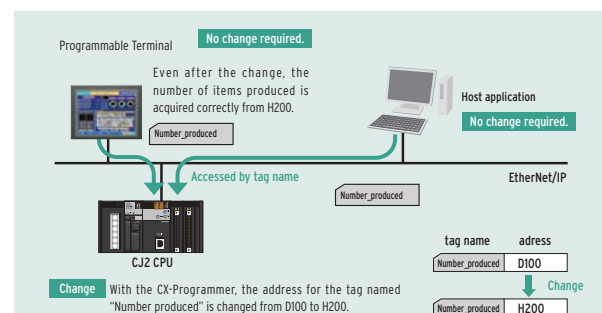 Programmable Terminal
No change required.
Even after the change, the
number of items produced is
acquired correctly from H200.
Number_produced
Host application
No change required.
Accessed by tag name
EtherNet/IP
Number_produced
CJ2 CPU
tag name adress
Number_produced D100
Change
Number_produced H200
Change With the CX-Programmer, the address for the tag named
“Number produced” is changed from D100 to H200.